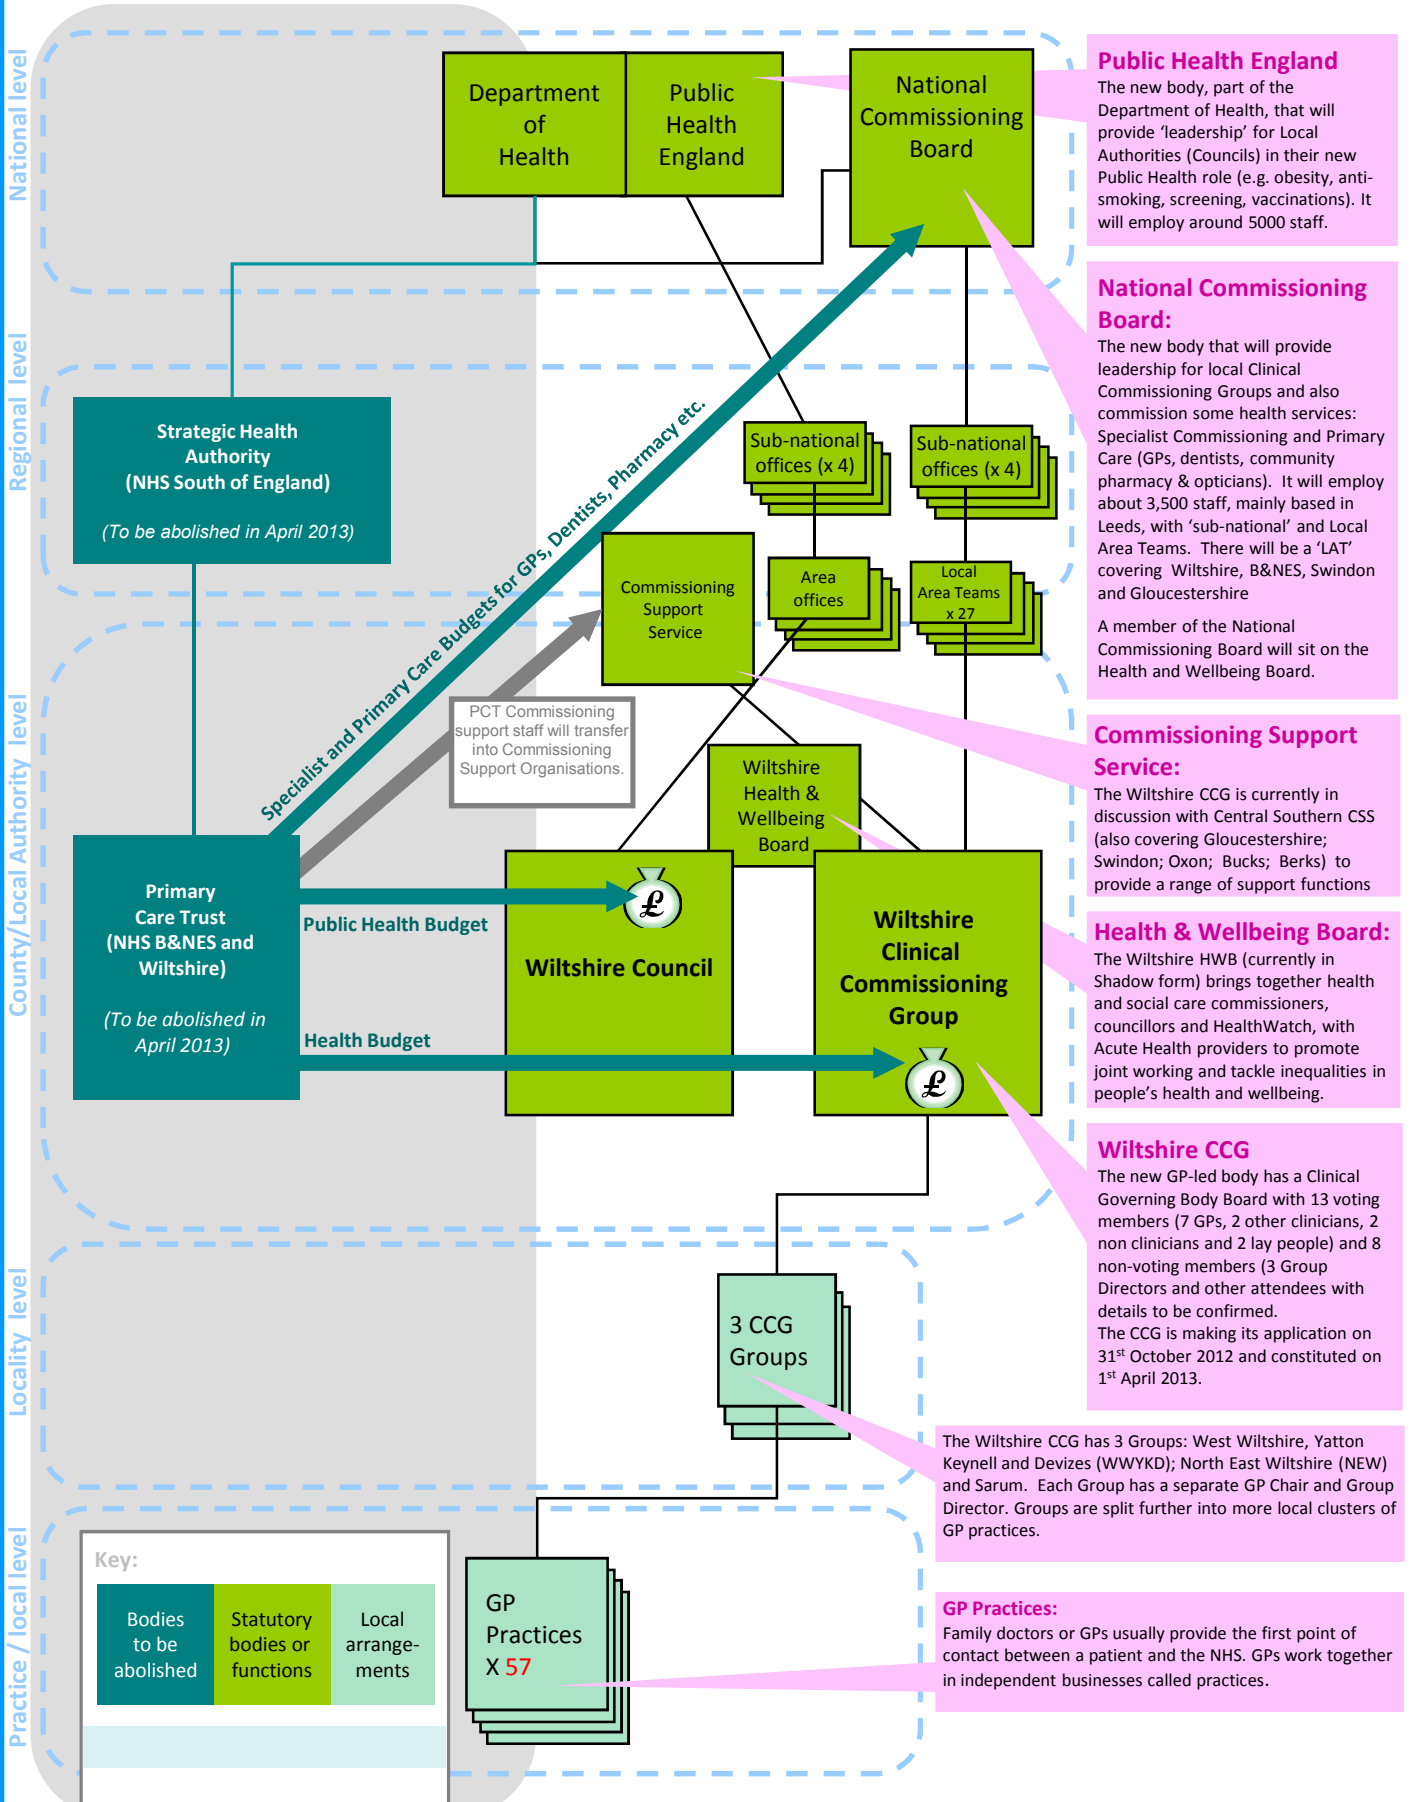 National level
Department
of
Health
Public
Health
England
National
Commissioning
Board
Public Health England
The new body, part of the
Department of Health, that will
provide ‘leadership’ for Local
Authorities (Councils) in their new
Public Health role (e.g. obesity, anti-
smoking, screening, vaccinations). It
will employ around 5000 staff.
National Commissioning
Board:
The new body that will provide
leadership for local Clinical
Commissioning Groups and also
commission some health services:
Specialist Commissioning and Primary
Care (GPs, dentists, community
pharmacy & opticians). It will employ
about 3,500 staff, mainly based in
Leeds, with ‘sub-national’ and Local
Area Teams. There will be a ‘LAT’
covering Wiltshire, B&NES, Swindon
and Gloucestershire
A member of the National
Commissioning Board will sit on the
Health and Wellbeing Board.
Regional level
Strategic Health
Authority
(NHS South of England)
(To be abolished in April 2013)
Sub-national
offices (x 4)
Sub-national
offices (x 4)
Commissioning
Support
Service
Area
offices
Local
Area Teams
x 27
Specialist and Primary Care Budgets for GPs, Dentists, Pharmacy etc.
PCT Commissioning
support staff will transfer
into Commissioning
Support Organisations.
County/Local Authority level
Wiltshire
Health &
Wellbeing
Board
Commissioning Support
Service:
The Wiltshire CCG is currently in
discussion with Central Southern CSS
(also covering Gloucestershire;
Swindon; Oxon; Bucks; Berks) to
provide a range of support functions
Primary
Care Trust
(NHS B&NES and
Wiltshire)
(To be abolished in
April 2013)
Public Health Budget
£
Wiltshire Council
Health Budget
Wiltshire
Clinical
Commissioning
Group
£
Health & Wellbeing Board:
The Wiltshire HWB (currently in
Shadow form) brings together health
and social care commissioners,
councillors and HealthWatch, with
Acute Health providers to promote
joint working and tackle inequalities in
people’s health and wellbeing.
Wiltshire CCG
The new GP-led body has a Clinical
Governing Body Board with 13 voting
members (7 GPs, 2 other clinicians, 2
non clinicians and 2 lay people) and 8
non-voting members (3 Group
Directors and other attendees with
details to be confirmed.
The CCG is making its application on
31st October 2012 and constituted on
1st April 2013.
Locality level
3 CCG
Groups
The Wiltshire CCG has 3 Groups: West Wiltshire, Yatton
Keynell and Devizes (WWYKD); North East Wiltshire (NEW)
and Sarum. Each Group has a separate GP Chair and Group
Director. Groups are split further into more local clusters of
GP practices.
Practice / local level
Key:
Bodies
to be
abolished
Statutory
bodies or
functions
Local
arrange-
ments
GP
Practices
X 57
GP Practices:
Family doctors or GPs usually provide the first point of
contact between a patient and the NHS. GPs work together
in independent businesses called practices.